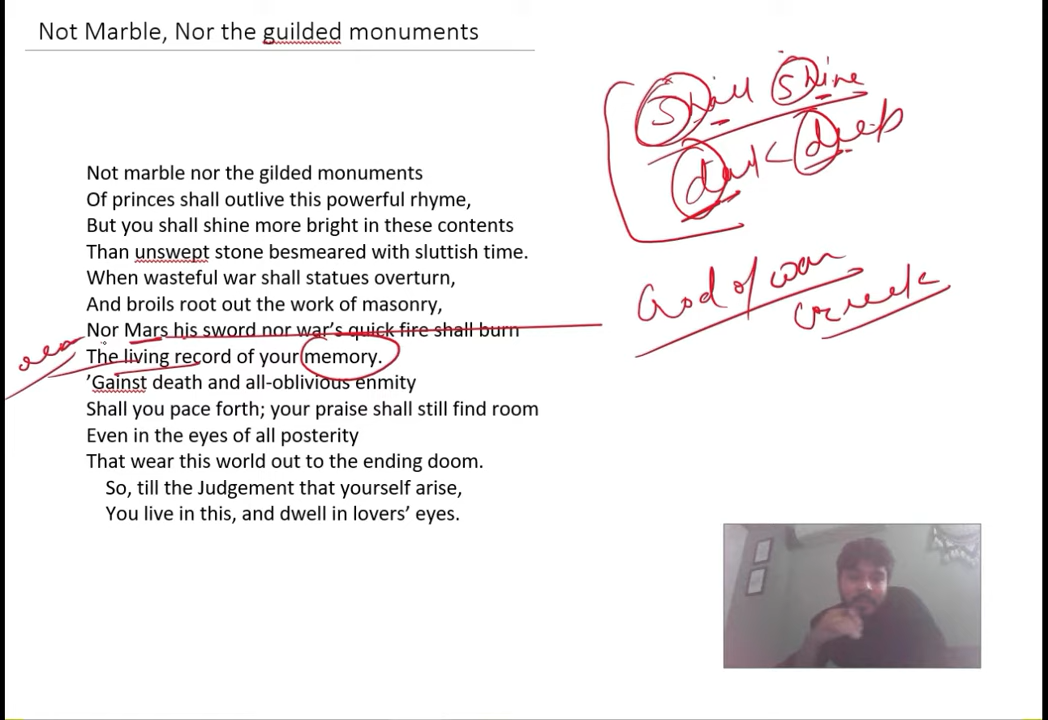 Not Marble, Nor the guilded monuments
Shall Shine
dark deep
Not marble nor the gilded monuments
Of princes shall outlive this powerful rhyme,
But you shall shine more bright in these contents
Than unswept stone besmeared with sluttish time.
When wasteful war shall statues overturn,
God of war
And broils root out the work of masonry,
Greek
Nor Mars his sword nor war's quick fire shall burn
The living record of your memory.
'Gainst death and all-oblivious enmity
Shall you pace forth; your praise shall still find room
Even in the eyes of all posterity
That wear this world out to the ending doom.
So, till the Judgement that yourself arise,
You live in this, and dwell in lovers' eyes.